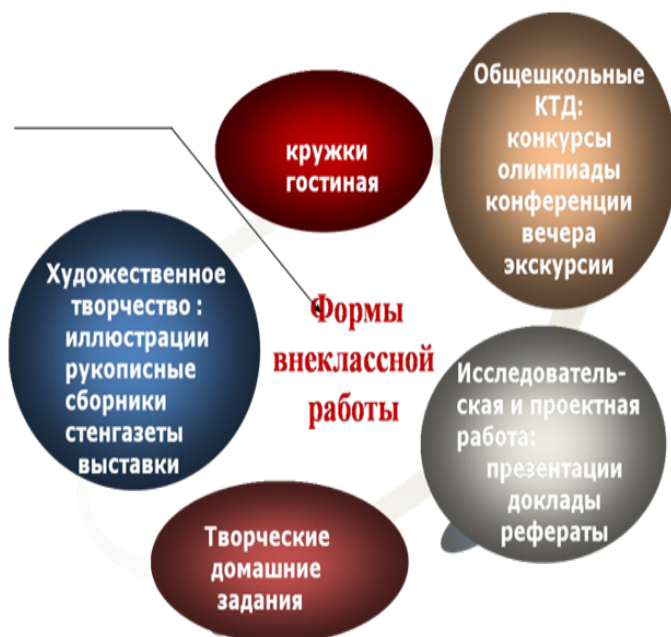 кружки
гостиная
Общешкольные
КТД:
конкурсы
олимпиады
конференции
вечера
экскурсии
Художественное
творчество :
иллюстрации
рукописные
сборники
стенгазеты
выставки
Формы
внеклассной
работы
Исследователь-
ская и проектная
работа:
презентации
доклады
рефераты
Творческие
домашние
задания